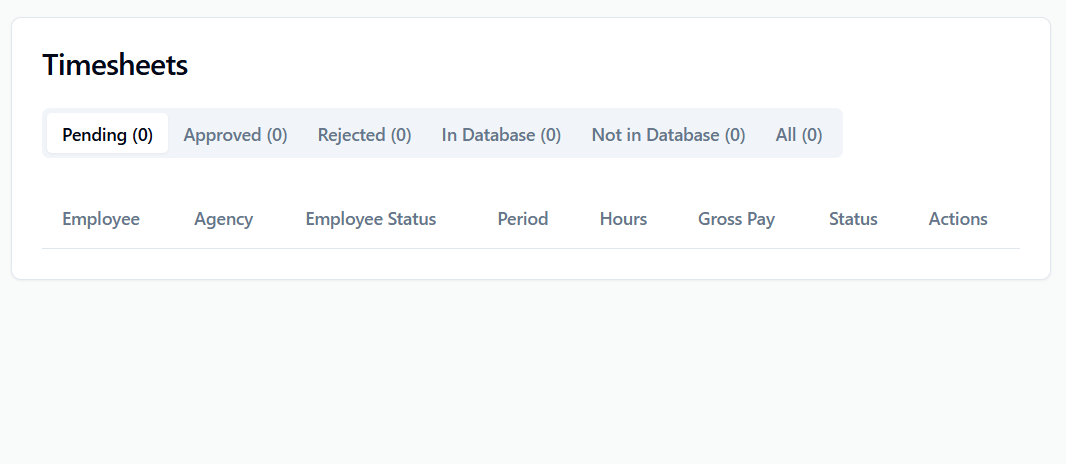 Timesheets
Pending (0) Approved (0) Rejected (0) In Database (0) Not in Database (0) All (0)
Employee Agency Employee Status Period Hours Gross Pay Status Actions